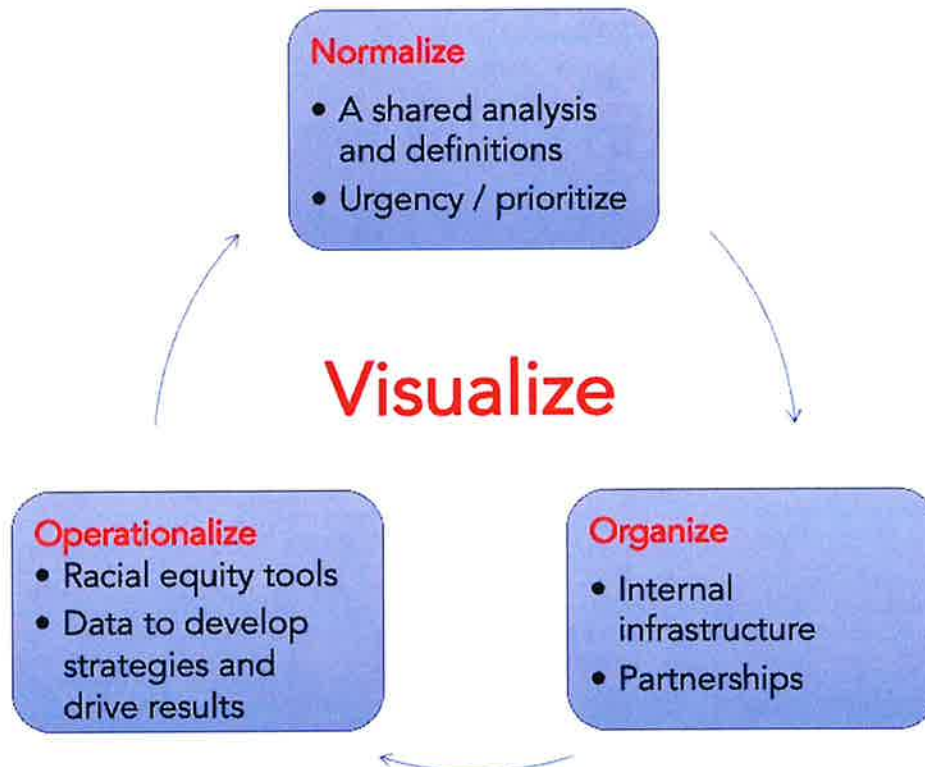 Normalize
• A shared analysis
and definitions
• Urgency / prioritize
Visualize
Operationalize
• Racial equity tools
• Data to develop
strategies and
drive results
Organize
• Internal
infrastructure
• Partnerships